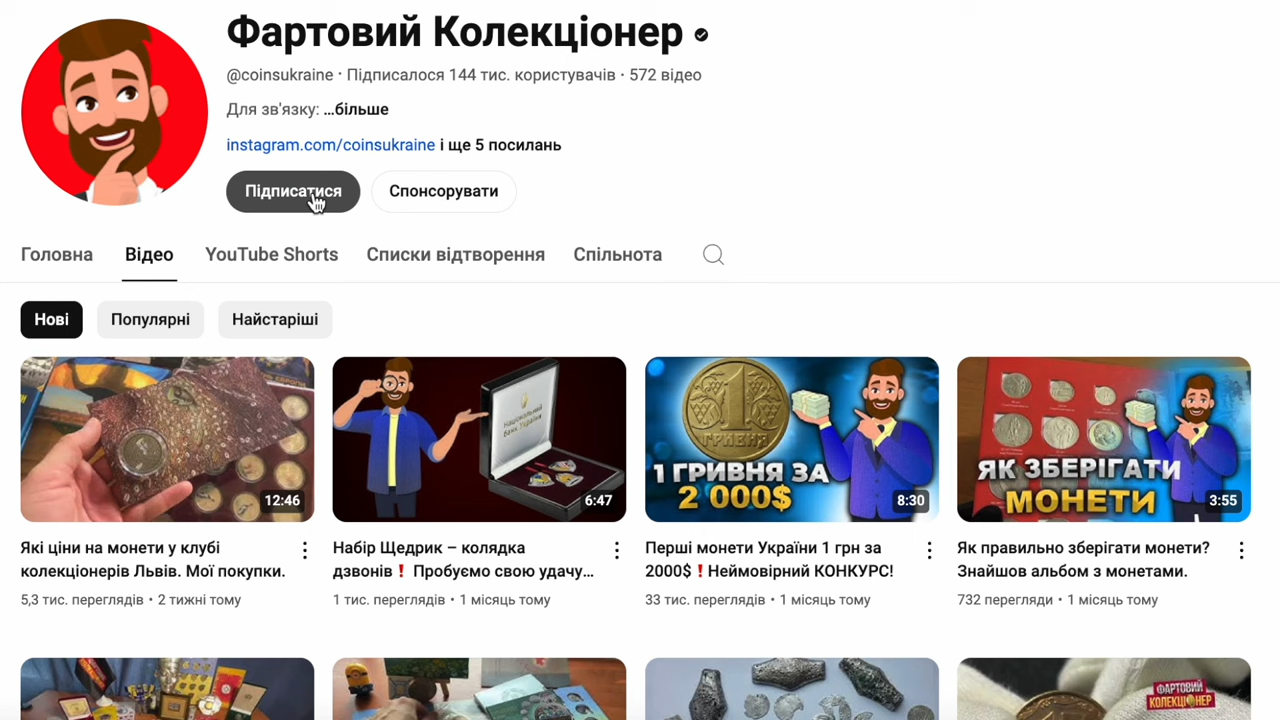 Фартовий Колекціонер
@coinsukraine · Підписалося 144 тис. користувачів · 572 відео
Для зв'язку: ...більше
instagram.com/coinsukraine і ще 5 посилань
Підписатися Спонсорувати
Головна Відео YouTube Shorts Списки відтворення Спільнота
Нові Популярні Найстаріші
12:46
Національний
банк України
6:47
1
ГРИВНЯ
1 ГРИВНЯ ЗА
2 000$
8:30
ЯК ЗБЕРІГАТИ
МОНЕТИ
3:55
Які ціни на монети у клубі
колекціонерів Львів. Мої покупки.
5,3 тис. переглядів • 2 тижні тому
Набір Щедрик – колядка
дзвонів❗ Пробуємо свою удачу...
1 тис. переглядів • 1 місяць тому
Перші монети України 1 грн за
2000$❗Неймовірний КОНКУРС!
33 тис. переглядів • 1 місяць тому
Як правильно зберігати монети?
Знайшов альбом з монетами.
732 перегляди • 1 місяць тому
ФАРТОВИЙ
КОЛЕКЦІОНЕР